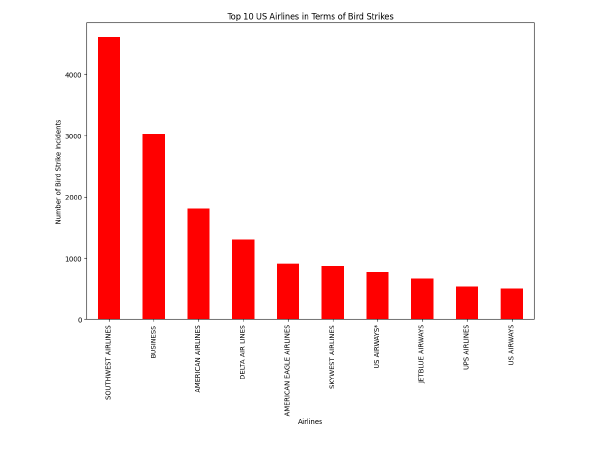 Top 10 US Airlines in Terms of Bird Strikes
Number of Bird Strike Incidents
4000
3000
2000
1000
0
SOUTHWEST AIRLINES
BUSINESS
AMERICAN AIRLINES
DELTA AIR LINES
AMERICAN EAGLE AIRLINES
SKYWEST AIRLINES
US AIRWAYS*
JETBLUE AIRWAYS
UPS AIRLINES
US AIRWAYS
Airlines